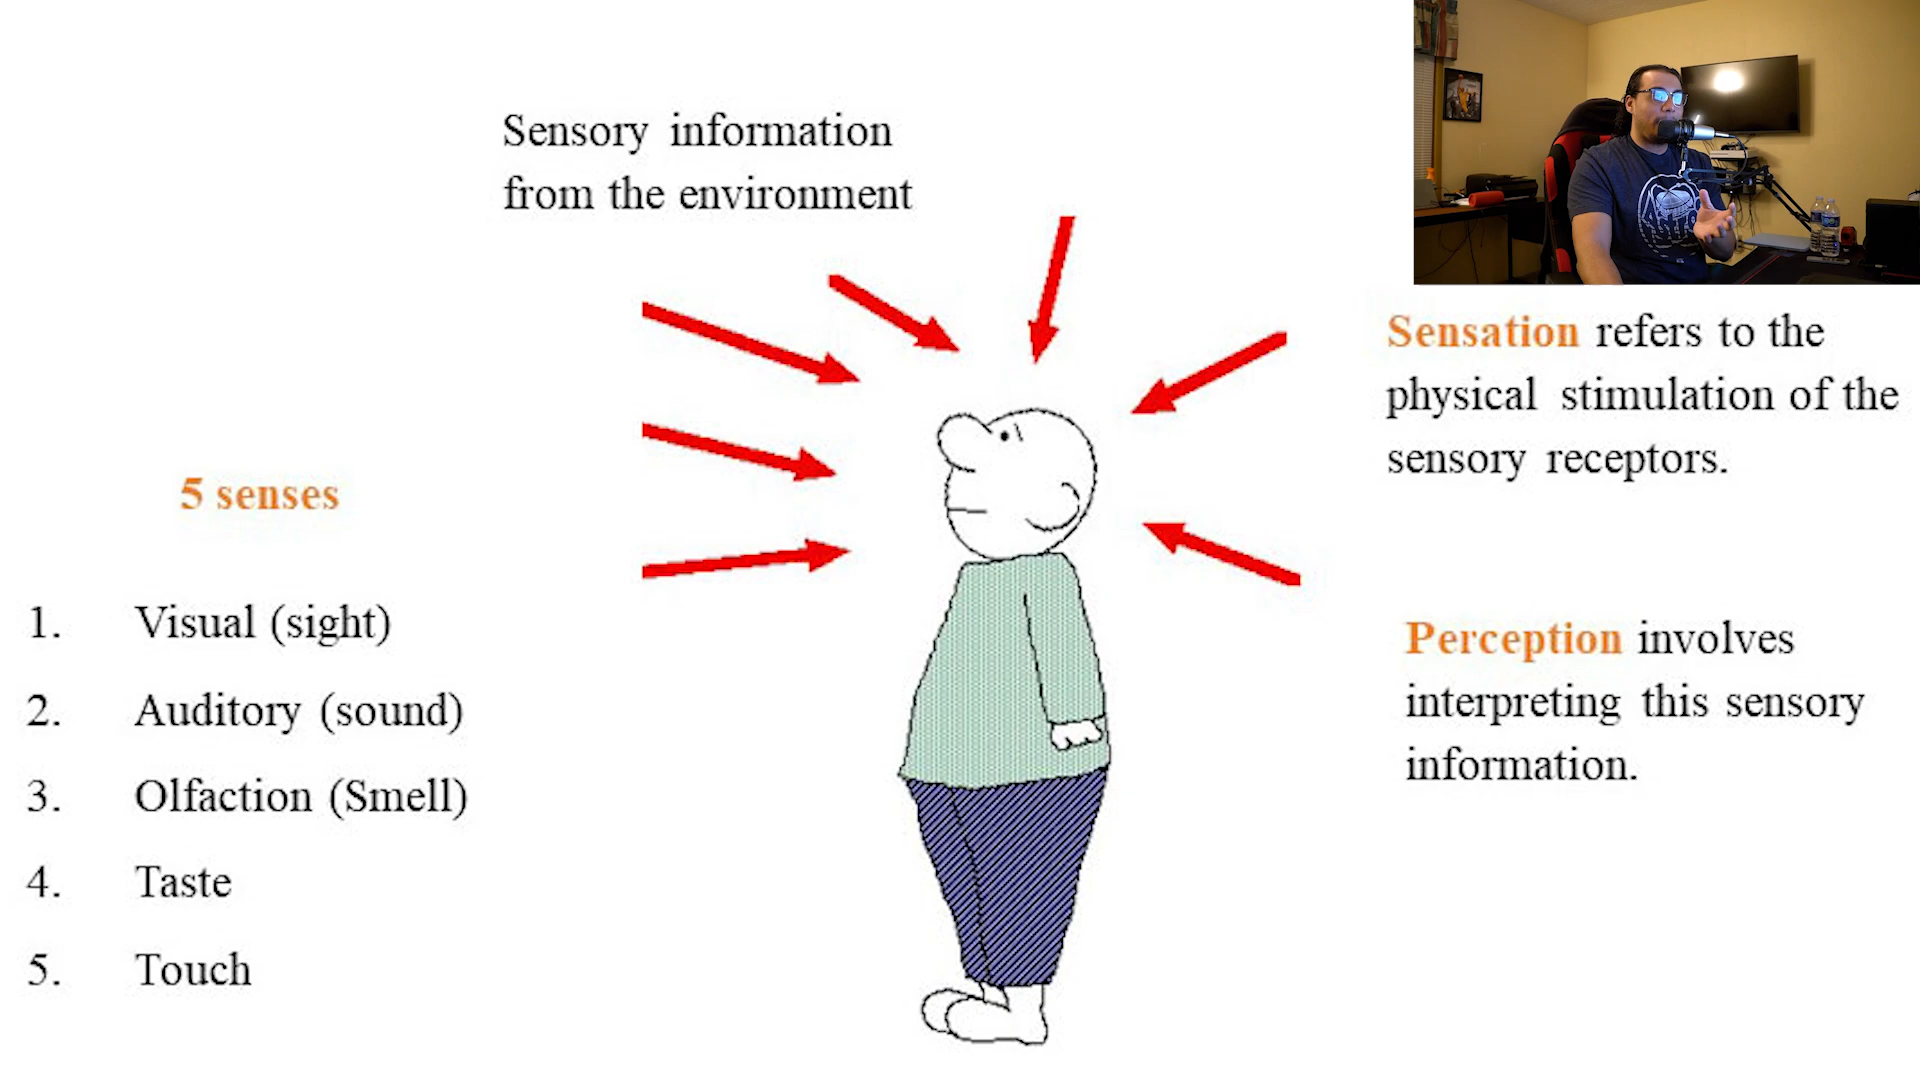 Sensory information
from the environment
Sensation refers to the
physical stimulation of the
sensory receptors.
5 senses
1. Visual (sight)
2. Auditory (sound)
3. Olfaction (Smell)
4. Taste
5. Touch
Perception involves
interpreting this sensory
information.